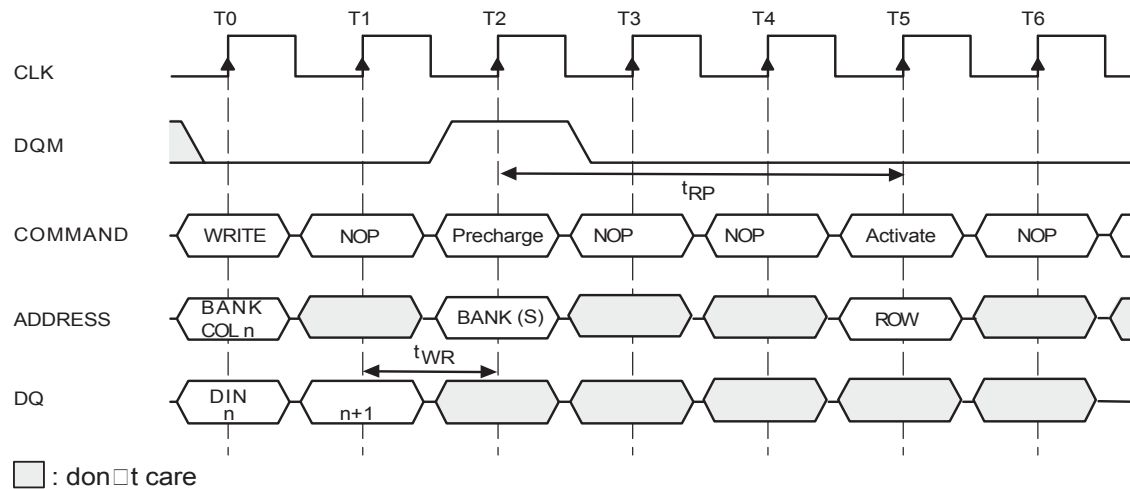 T0 T1 T2 T3 T4 T5 T6
CLK
DQM
tRP
COMMAND WRITE NOP Precharge NOP NOP Activate NOP
ADDRESS BANK COL n BANK (S) ROW
tWR
DQ DIN n n+1
: don□t care